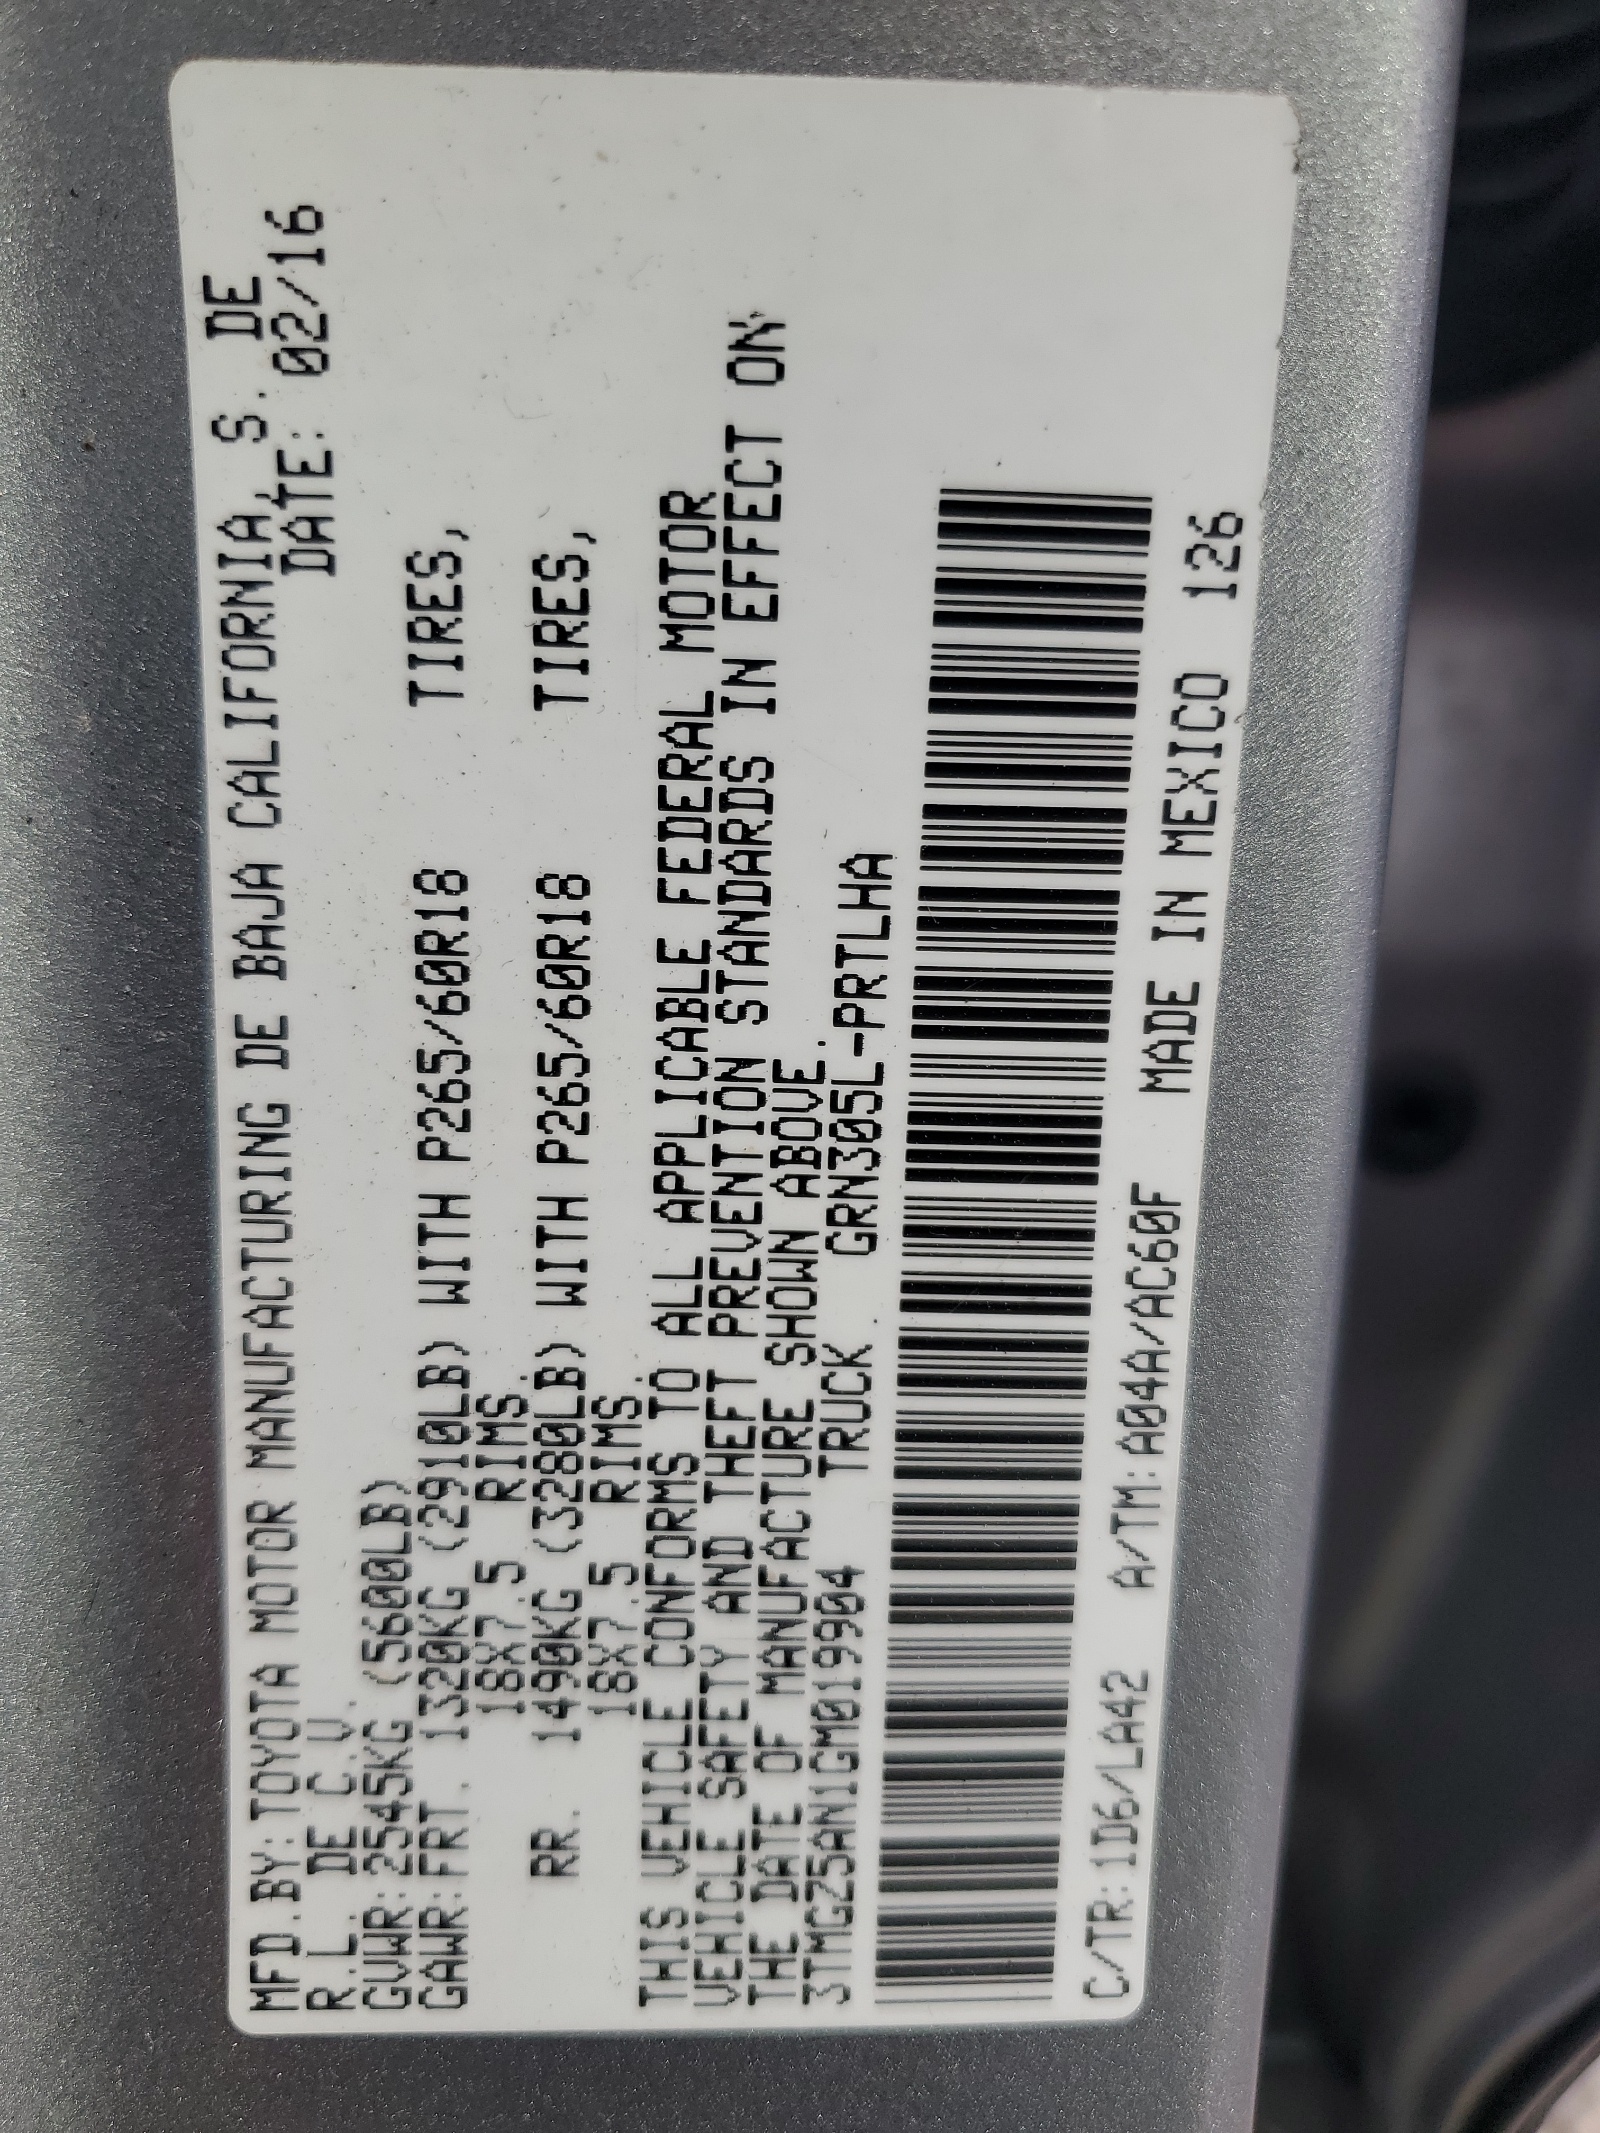 MFD.BY:TOYOTA MOTOR MANUFACTURING DE BAJA CALIFORNIA, S. DE
R.L. DE C.V. DATE: 02/16
GVWR:2545KG (5600LB)
GAWR:FRT. 1320KG (2910LB) WITH P265/60R18 TIRES,
18X7.5 RIMS.
RR. 1490KG (3280LB) WITH P265/60R18 TIRES,
18X7.5 RIMS.
THIS VEHICLE CONFORMS TO ALL APPLICABLE FEDERAL MOTOR
VEHICLE SAFETY AND THEFT PREVENTION STANDARDS IN EFFECT ON
THE DATE OF MANUFACTURE SHOWN ABOVE.
3TMGZ5AN1GM019904 TRUCK GRN305L-PRTLHA
C/TR:1D6/LA42 A/TM:A04A/AC60F MADE IN MEXICO 126